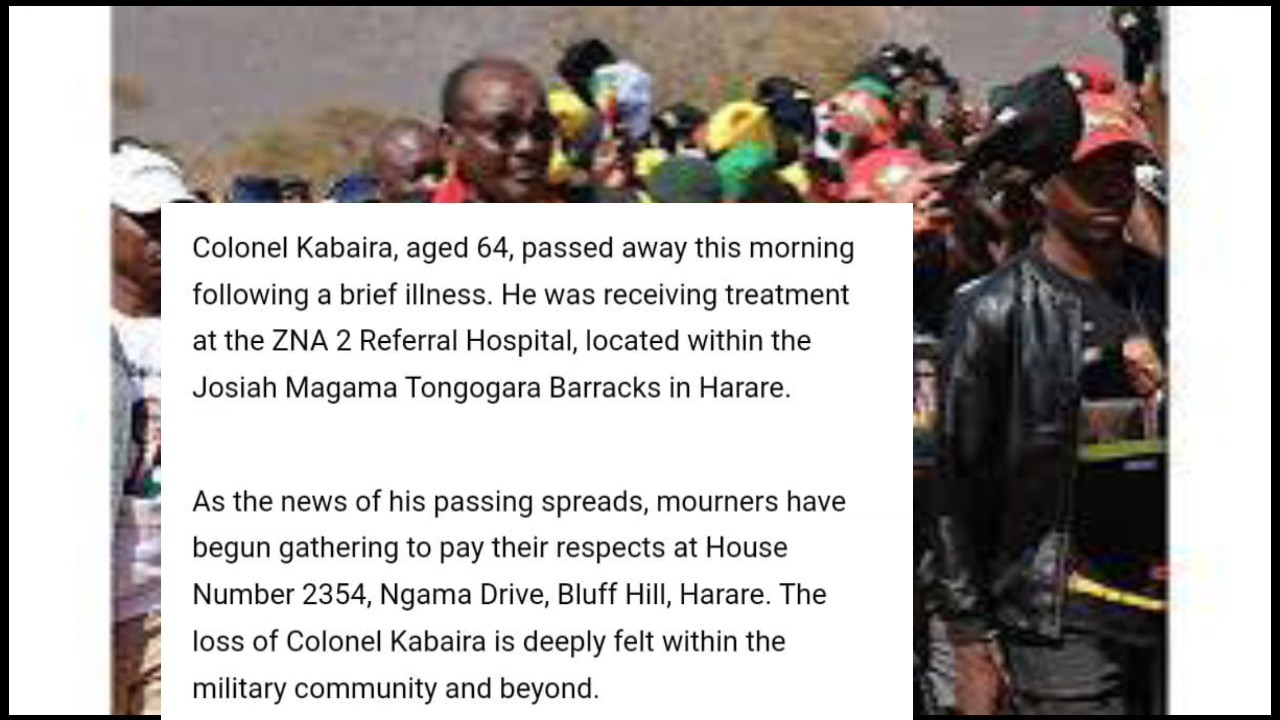 Colonel Kabaira, aged 64, passed away this morning
following a brief illness. He was receiving treatment
at the ZNA 2 Referral Hospital, located within the
Josiah Magama Tongogara Barracks in Harare.
As the news of his passing spreads, mourners have
begun gathering to pay their respects at House
Number 2354, Ngama Drive, Bluff Hill, Harare. The
loss of Colonel Kabaira is deeply felt within the
military community and beyond.